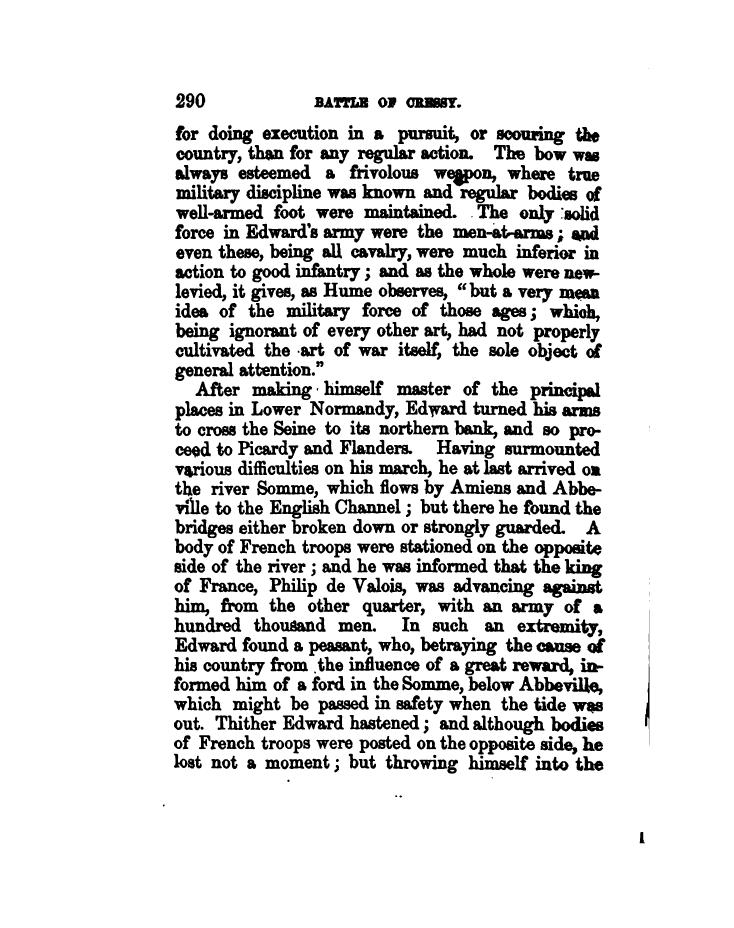 290 BATTLE OF CRESSY.
for doing execution in a pursuit, or scouring the
country, than for any regular action. The bow was
always esteemed a frivolous weapon, where true
military discipline was known and regular bodies of
well-armed foot were maintained. The only solid
force in Edward's army were the men-at-arms; and
even these, being all cavalry, were much inferior in
action to good infantry; and as the whole were new-
levied, it gives, as Hume observes, "but a very mean
idea of the military force of those ages; which,
being ignorant of every other art, had not properly
cultivated the art of war itself, the sole object of
general attention."
After making himself master of the principal
places in Lower Normandy, Edward turned his arms
to cross the Seine to its northern bank, and so pro-
ceed to Picardy and Flanders. Having surmounted
various difficulties on his march, he at last arrived on
the river Somme, which flows by Amiens and Abbe-
ville to the English Channel; but there he found the
bridges either broken down or strongly guarded. A
body of French troops were stationed on the opposite
side of the river; and he was informed that the king
of France, Philip de Valois, was advancing against
him, from the other quarter, with an army of a
hundred thousand men. In such an extremity,
Edward found a peasant, who, betraying the cause of
his country from the influence of a great reward, in-
formed him of a ford in the Somme, below Abbeville,
which might be passed in safety when the tide was
out. Thither Edward hastened; and although bodies
of French troops were posted on the opposite side, he
lost not a moment; but throwing himself into the